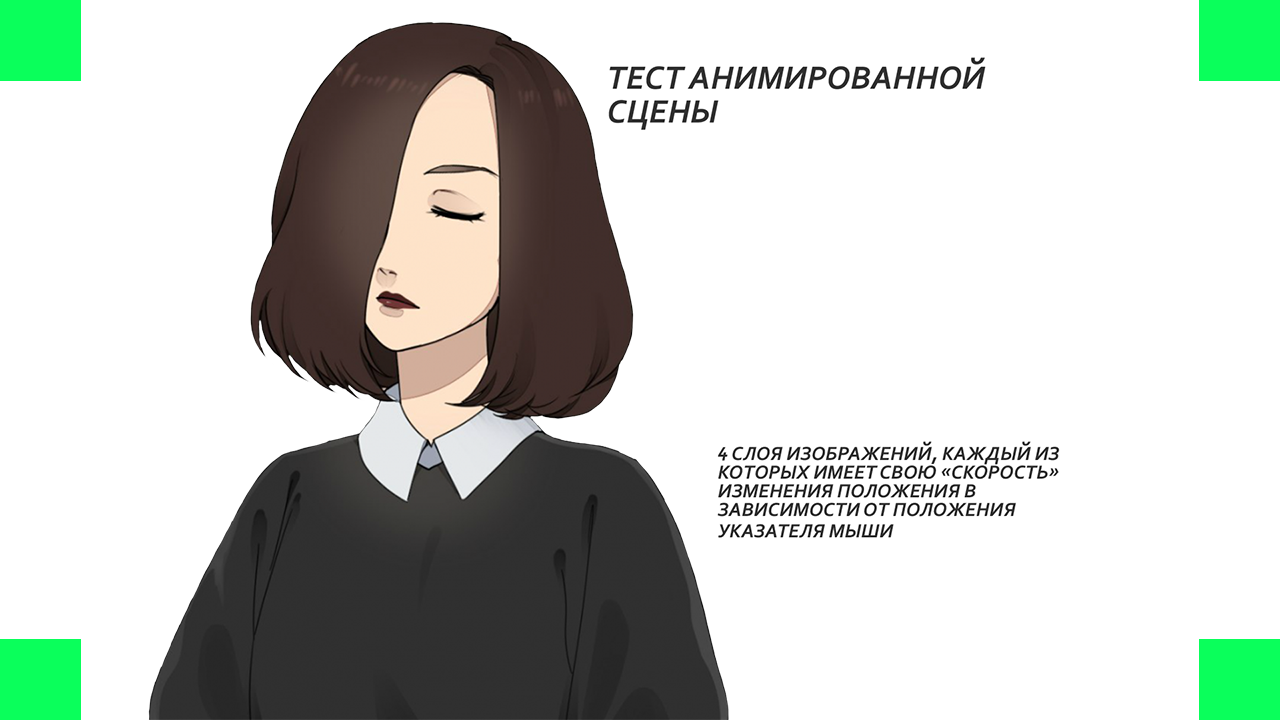 ТЕСТ АНИМИРОВАННОЙ
СЦЕНЫ
4 СЛОЯ ИЗОБРАЖЕНИЙ, КАЖДЫЙ ИЗ
КОТОРЫХ ИМЕЕТ СВОЮ «СКОРОСТЬ»
ИЗМЕНЕНИЯ ПОЛОЖЕНИЯ В
ЗАВИСИМОСТИ ОТ ПОЛОЖЕНИЯ
УКАЗАТЕЛЯ МЫШИ